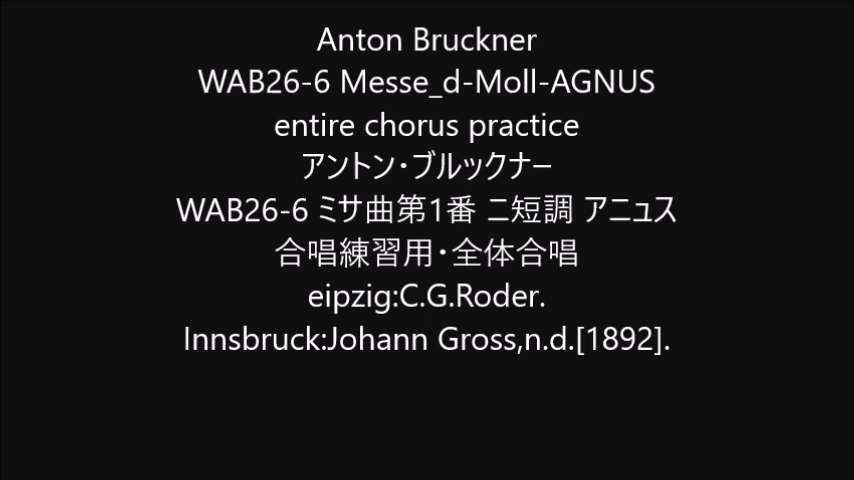 Anton Bruckner
WAB26-6 Messe_d-Moll-AGNUS
entire chorus practice
アントン・ブルックナー
WAB26-6 ミサ曲第1番 ニ短調 アニュス
合唱練習用・全体合唱
eipzig:C.G.Roder.
Innsbruck:Johann Gross,n.d.[1892].